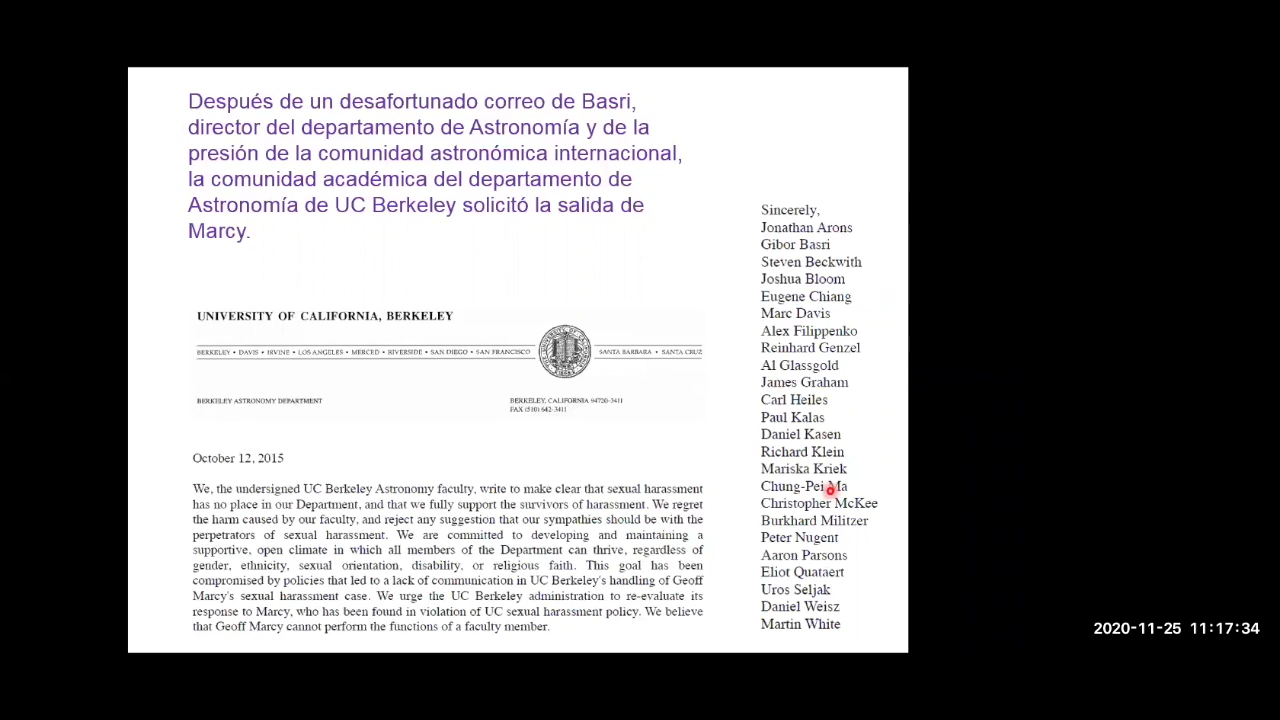 Después de un desafortunado correo de Basri,
director del departamento de Astronomía y de la
presión de la comunidad astronómica internacional,
la comunidad académica del departamento de
Astronomía de UC Berkeley solicitó la salida de
Marcy.
UNIVERSITY OF CALIFORNIA, BERKELEY
BERKELEY • DAVIS • IRVINE • LOS ANGELES • MERCED • RIVERSIDE • SAN DIEGO • SAN FRANCISCO
SANTA BARBARA • SANTA CRUZ
BERKELEY ASTRONOMY DEPARTMENT
BERKELEY, CALIFORNIA 94720-3411
FAX (510) 642-3411
October 12, 2015
We, the undersigned UC Berkeley Astronomy faculty, write to make clear that sexual harassment
has no place in our Department, and that we fully support the survivors of harassment. We regret
the harm caused by our faculty, and reject any suggestion that our sympathies should be with the
perpetrators of sexual harassment. We are committed to developing and maintaining a
supportive, open climate in which all members of the Department can thrive, regardless of
gender, ethnicity, sexual orientation, disability, or religious faith. This goal has been
compromised by policies that led to a lack of communication in UC Berkeley's handling of Geoff
Marcy's sexual harassment case. We urge the UC Berkeley administration to re-evaluate its
response to Marcy, who has been found in violation of UC sexual harassment policy. We believe
that Geoff Marcy cannot perform the functions of a faculty member.
Sincerely,
Jonathan Arons
Gibor Basri
Steven Beckwith
Joshua Bloom
Eugene Chiang
Marc Davis
Alex Filippenko
Reinhard Genzel
Al Glassgold
James Graham
Carl Heiles
Paul Kalas
Daniel Kasen
Richard Klein
Mariska Kriek
Chung-Pei Ma
Christopher McKee
Burkhard Militzer
Peter Nugent
Aaron Parsons
Eliot Quataert
Uros Seljak
Daniel Weisz
Martin White
2020-11-25 11:17:34